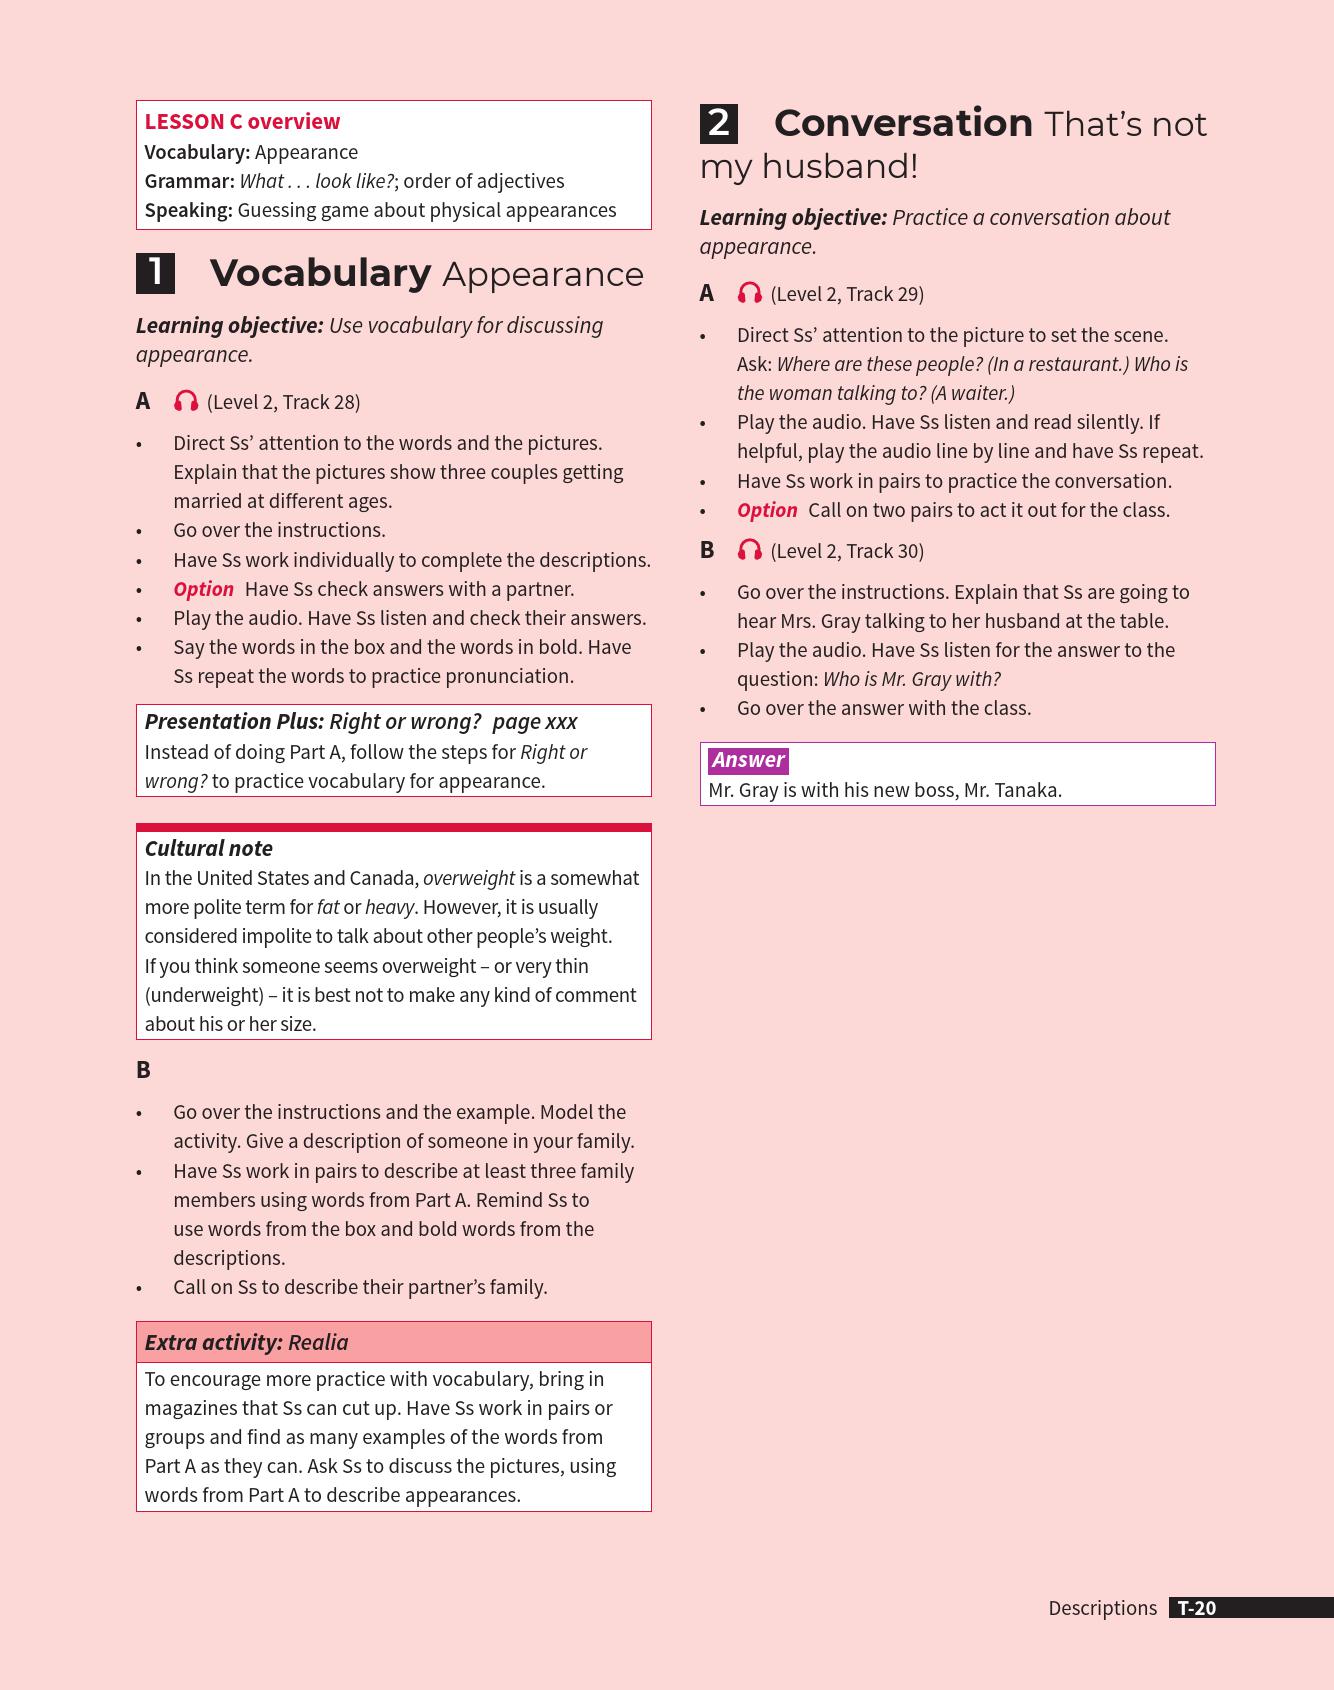 LESSON C overview
Vocabulary: Appearance
Grammar: What . . . look like?; order of adjectives
Speaking: Guessing game about physical appearances
1 Vocabulary Appearance
Learning objective: Use vocabulary for discussing
appearance.
A (Level 2, Track 28)
• Direct Ss’ attention to the words and the pictures.
Explain that the pictures show three couples getting
married at different ages.
• Go over the instructions.
• Have Ss work individually to complete the descriptions.
• Option Have Ss check answers with a partner.
• Play the audio. Have Ss listen and check their answers.
• Say the words in the box and the words in bold. Have
Ss repeat the words to practice pronunciation.
Presentation Plus: Right or wrong? page xxx
Instead of doing Part A, follow the steps for Right or
wrong? to practice vocabulary for appearance.
Cultural note
In the United States and Canada, overweight is a somewhat
more polite term for fat or heavy. However, it is usually
considered impolite to talk about other people’s weight.
If you think someone seems overweight – or very thin
(underweight) – it is best not to make any kind of comment
about his or her size.
B
• Go over the instructions and the example. Model the
activity. Give a description of someone in your family.
• Have Ss work in pairs to describe at least three family
members using words from Part A. Remind Ss to
use words from the box and bold words from the
descriptions.
• Call on Ss to describe their partner’s family.
Extra activity: Realia
To encourage more practice with vocabulary, bring in
magazines that Ss can cut up. Have Ss work in pairs or
groups and find as many examples of the words from
Part A as they can. Ask Ss to discuss the pictures, using
words from Part A to describe appearances.
2 Conversation That’s not
my husband!
Learning objective: Practice a conversation about
appearance.
A (Level 2, Track 29)
• Direct Ss’ attention to the picture to set the scene.
Ask: Where are these people? (In a restaurant.) Who is
the woman talking to? (A waiter.)
• Play the audio. Have Ss listen and read silently. If
helpful, play the audio line by line and have Ss repeat.
• Have Ss work in pairs to practice the conversation.
• Option Call on two pairs to act it out for the class.
B (Level 2, Track 30)
• Go over the instructions. Explain that Ss are going to
hear Mrs. Gray talking to her husband at the table.
• Play the audio. Have Ss listen for the answer to the
question: Who is Mr. Gray with?
• Go over the answer with the class.
Answer
Mr. Gray is with his new boss, Mr. Tanaka.
Descriptions T-20